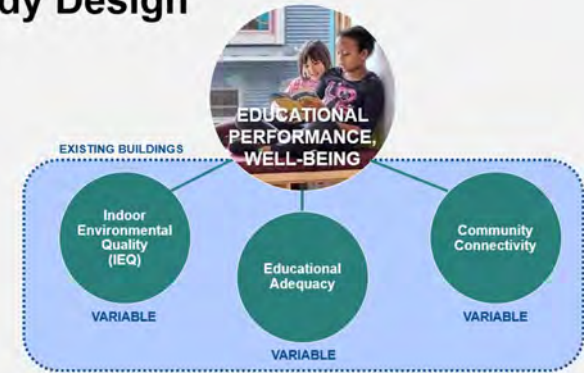 dy Design
EDUCATIONAL
PERFORMANCE,
WELL-BEING
EXISTING BUILDINGS
Indoor
Environmental
Quality
(IEQ)
VARIABLE
Educational
Adequacy
VARIABLE
Community
Connectivity
VARIABLE